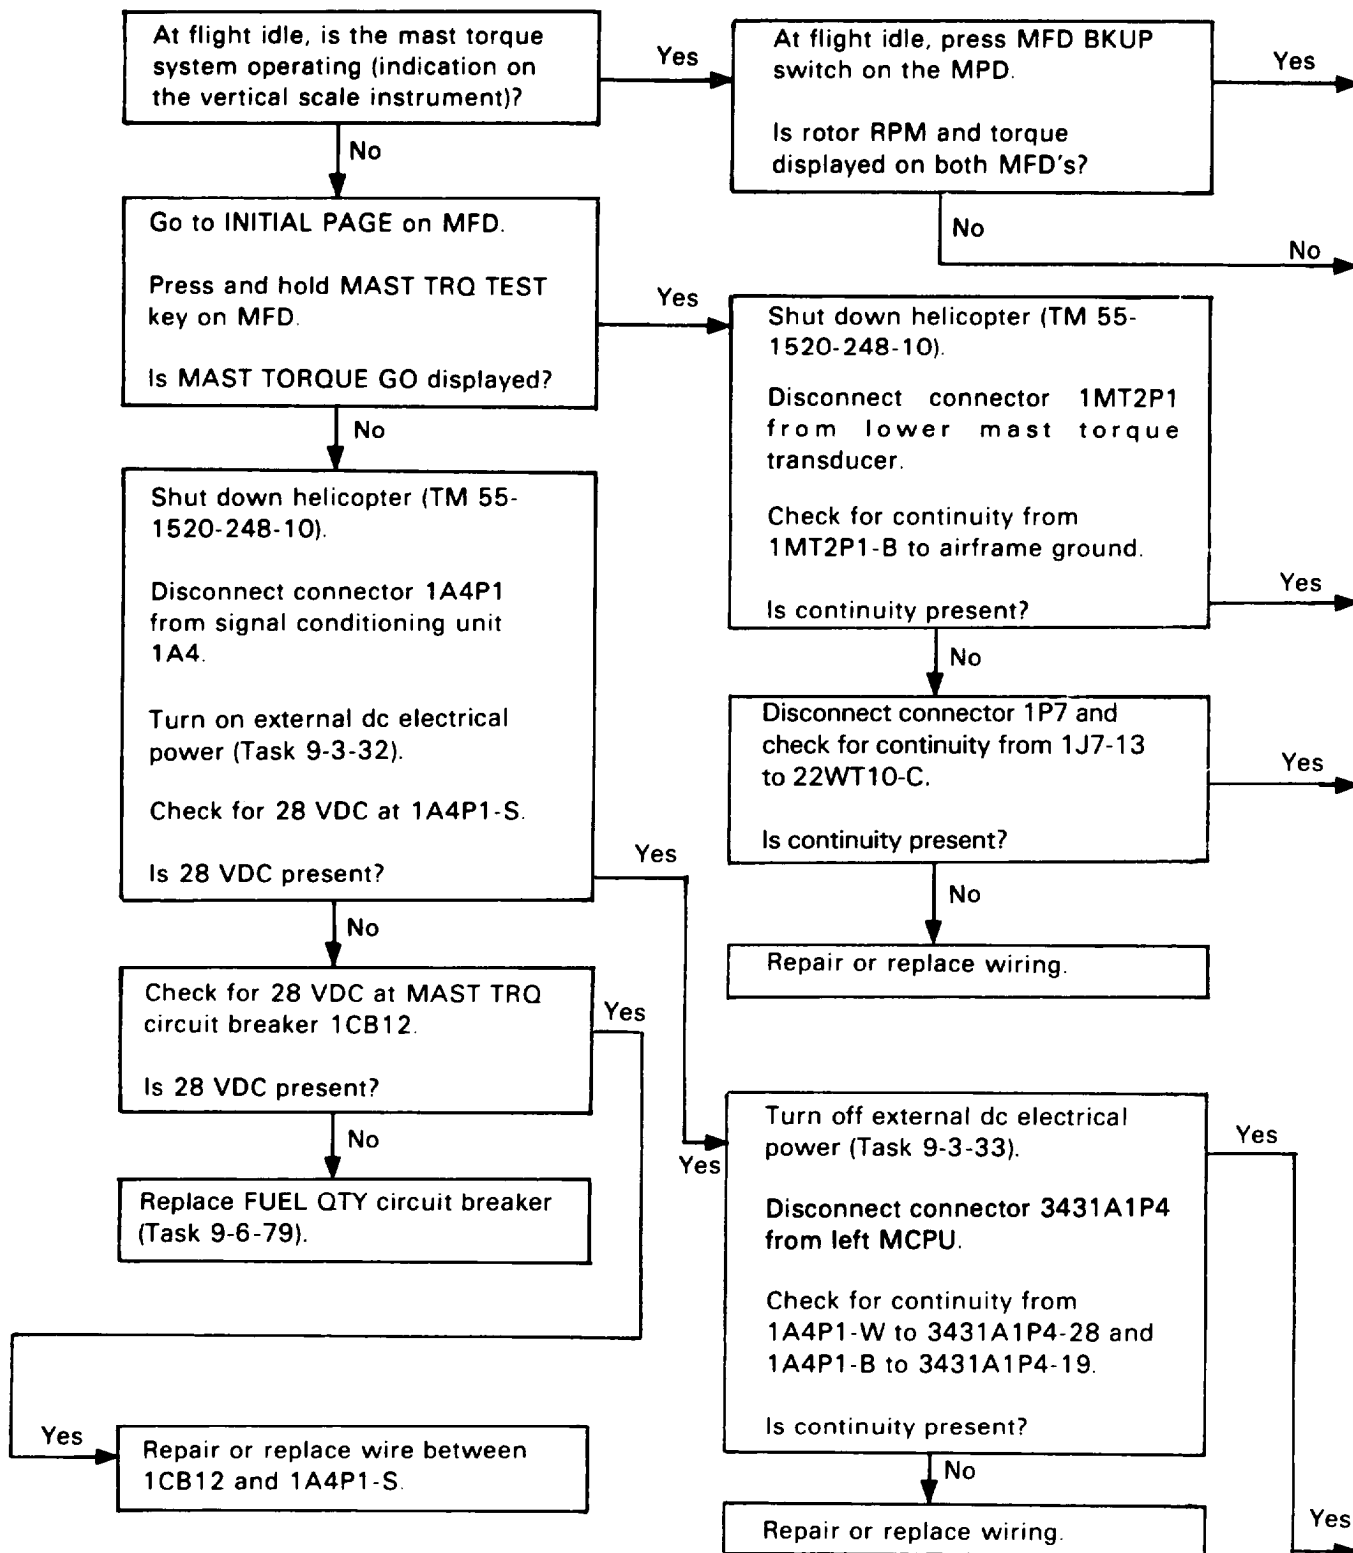 At flight idle, is the mast torque
system operating (indication on
the vertical scale instrument)?
Yes
At flight idle, press MFD BKUP
switch on the MPD.
Is rotor RPM and torque
displayed on both MFD's?
Yes
No
No
No
Go to INITIAL PAGE on MFD.
Press and hold MAST TRQ TEST
key on MFD.
Is MAST TORQUE GO displayed?
Yes
Shut down helicopter (TM 55-
1520-248-10).
Disconnect connector 1MT2P1
from lower mast torque
transducer.
Check for continuity from
1MT2P1-B to airframe ground.
Is continuity present?
Yes
No
No
Shut down helicopter (TM 55-
1520-248-10).
Disconnect connector 1A4P1
from signal conditioning unit
1A4.
Turn on external dc electrical
power (Task 9-3-32).
Check for 28 VDC at 1A4P1-S.
Is 28 VDC present?
Yes
Disconnect connector 1P7 and
check for continuity from 1J7-13
to 22WT10-C.
Is continuity present?
Yes
No
Repair or replace wiring.
No
Check for 28 VDC at MAST TRQ
circuit breaker 1CB12.
Is 28 VDC present?
Yes
No
Replace FUEL QTY circuit breaker
(Task 9-6-79).
Yes
Turn off external dc electrical
power (Task 9-3-33).
Disconnect connector 3431A1P4
from left MCPU.
Check for continuity from
1A4P1-W to 3431A1P4-28 and
1A4P1-B to 3431A1P4-19.
Is continuity present?
Yes
Yes
Repair or replace wire between
1CB12 and 1A4P1-S.
No
Repair or replace wiring.
Yes